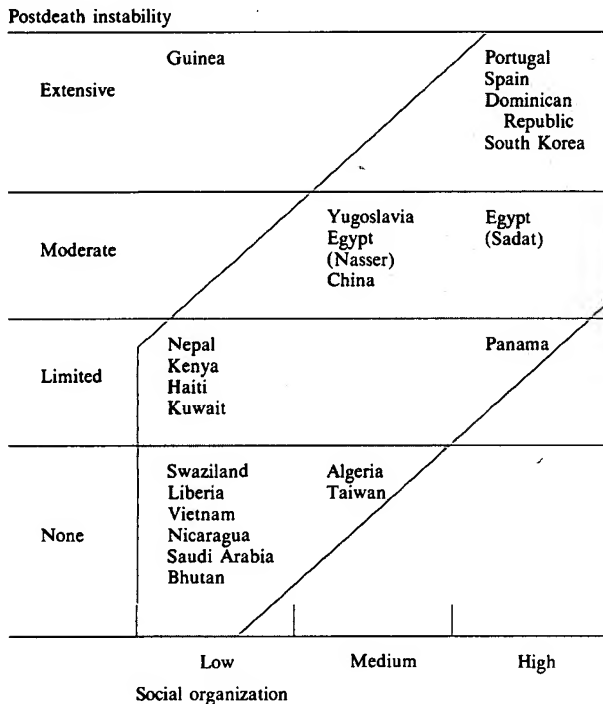 Postdeath instability
Guinea
Portugal
Extensive
Spain
Dominican
Republic
South Korea
Yugoslavia
Egypt
Moderate
Egypt
(Sadat)
(Nasser)
China
Nepal
Panama
Limited
Kenya
Haiti
Kuwait
Swaziland
Algeria
Liberia
Taiwan
None
Vietnam
Nicaragua
Saudi Arabia
Bhutan
Low
Medium
High
Social organization